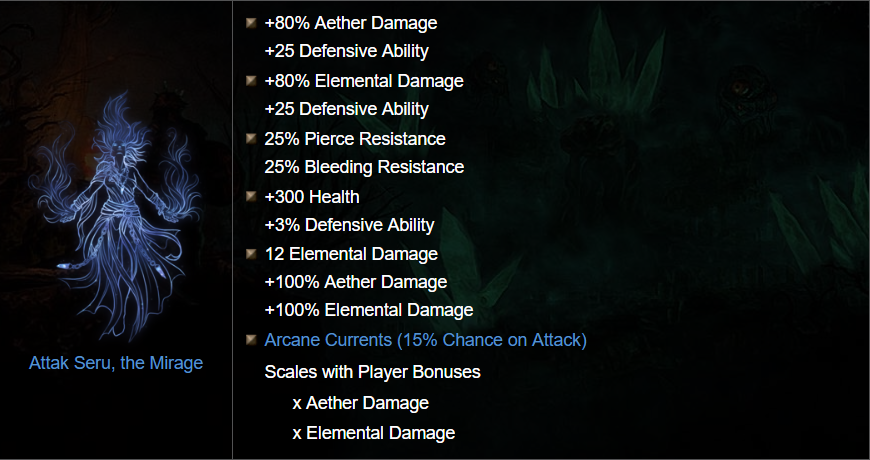 +80% Aether Damage
+25 Defensive Ability
+80% Elemental Damage
+25 Defensive Ability
25% Pierce Resistance
25% Bleeding Resistance
+300 Health
+3% Defensive Ability
12 Elemental Damage
+100% Aether Damage
+100% Elemental Damage
Arcane Currents (15% Chance on Attack)
Scales with Player Bonuses
x Aether Damage
x Elemental Damage
Attak Seru, the Mirage